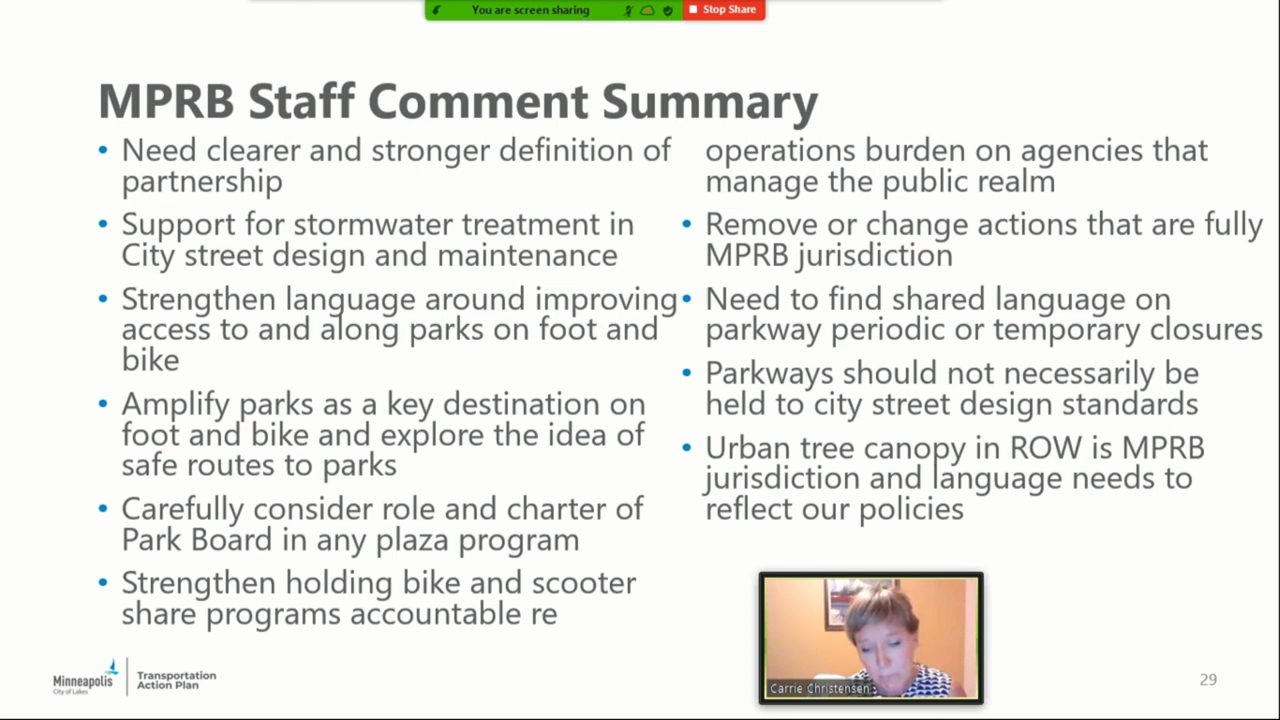 You are screen sharing
Stop Share
MPRB Staff Comment Summary
• Need clearer and stronger definition of
partnership
• Support for stormwater treatment in
City street design and maintenance
• Strengthen language around improving
access to and along parks on foot and
bike
• Amplify parks as a key destination on
foot and bike and explore the idea of
safe routes to parks
• Carefully consider role and charter of
Park Board in any plaza program
• Strengthen holding bike and scooter
share programs accountable re
operations burden on agencies that
manage the public realm
• Remove or change actions that are fully
MPRB jurisdiction
• Need to find shared language on
parkway periodic or temporary closures
• Parkways should not necessarily be
held to city street design standards
• Urban tree canopy in ROW is MPRB
jurisdiction and language needs to
reflect our policies
Carrie Christensen
Minneapolis
City of Lakes
Transportation
Action Plan
29